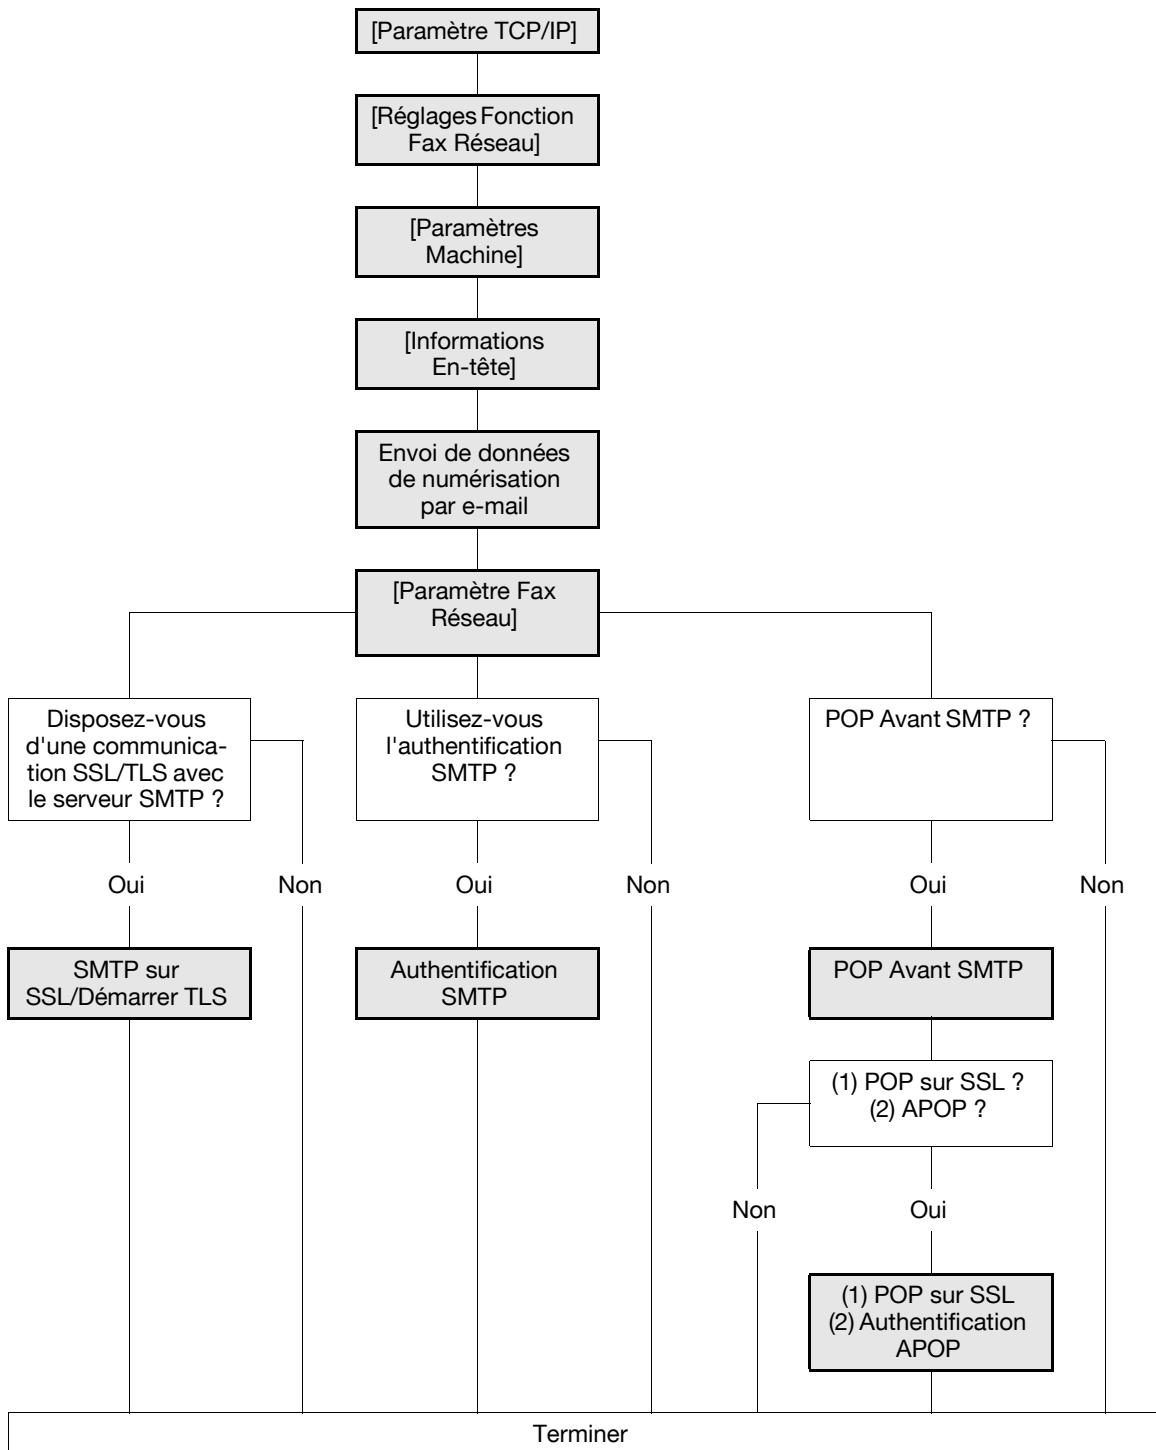 [Paramètre TCP/IP]
[Réglages Fonction
Fax Réseau]
[Paramètres
Machine]
[Informations
En-tête]
Envoi de données
de numérisation
par e-mail
[Paramètre Fax
Réseau]
Disposez-vous
d'une communica-
tion SSL/TLS avec
le serveur SMTP ?
Utilisez-vous
l'authentification
SMTP ?
POP Avant SMTP ?
Oui
Non
Oui
Non
Oui
Non
SMTP sur
SSL/Démarrer TLS
Authentification
SMTP
POP Avant SMTP
(1) POP sur SSL ?
(2) APOP ?
Non
Oui
(1) POP sur SSL
(2) Authentification
APOP
Terminer